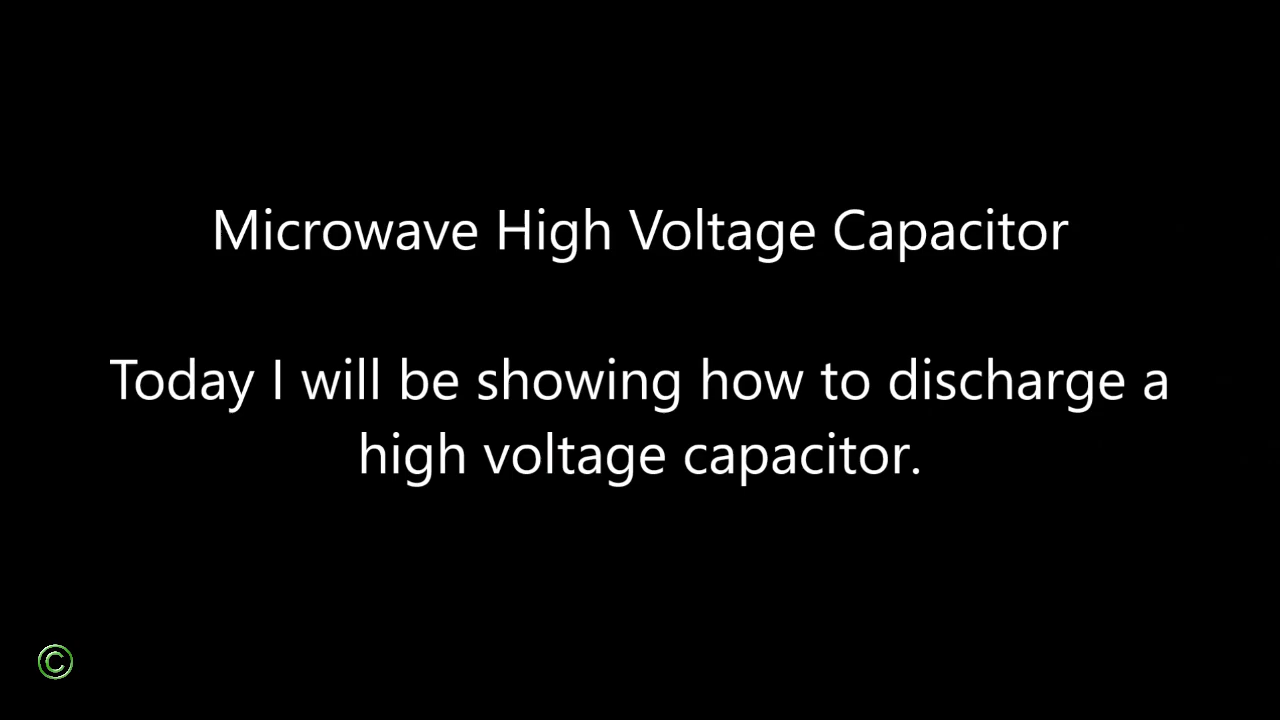 Microwave High Voltage Capacitor
Today I will be showing how to discharge a
high voltage capacitor.
©